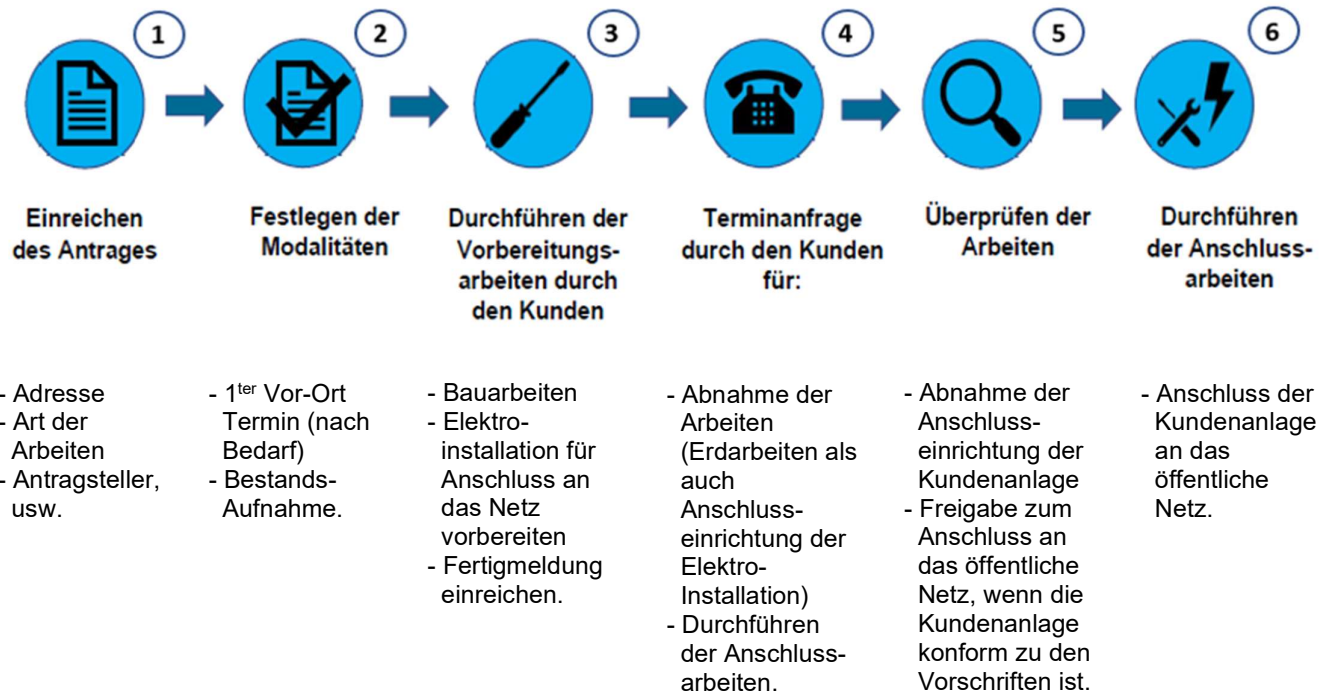 1
2
3
4
5
6
Einreichen
des Antrages
Festlegen der
Modalitäten
Durchführen der
Vorbereitungs-
arbeiten durch
den Kunden
Terminanfrage
durch den Kunden
für:
Überprüfen der
Arbeiten
Durchführen
der Anschluss-
arbeiten
- Adresse
- Art der
Arbeiten
- Antragsteller,
usw.
- 1ter Vor-Ort
Termin (nach
Bedarf)
- Bestands-
Aufnahme.
- Bauarbeiten
- Elektro-
installation für
Anschluss an
das Netz
vorbereiten
- Fertigmeldung
einreichen.
- Abnahme der
Arbeiten
(Erdarbeiten als
auch
Anschluss-
einrichtung der
Elektro-
Installation)
- Durchführen
der Anschluss-
arbeiten.
- Abnahme der
Anschluss-
einrichtung der
Kundenanlage
- Freigabe zum
Anschluss an
das öffentliche
Netz, wenn die
Kundenanlage
konform zu den
Vorschriften ist.
- Anschluss der
Kundenanlage
an das
öffentliche
Netz.